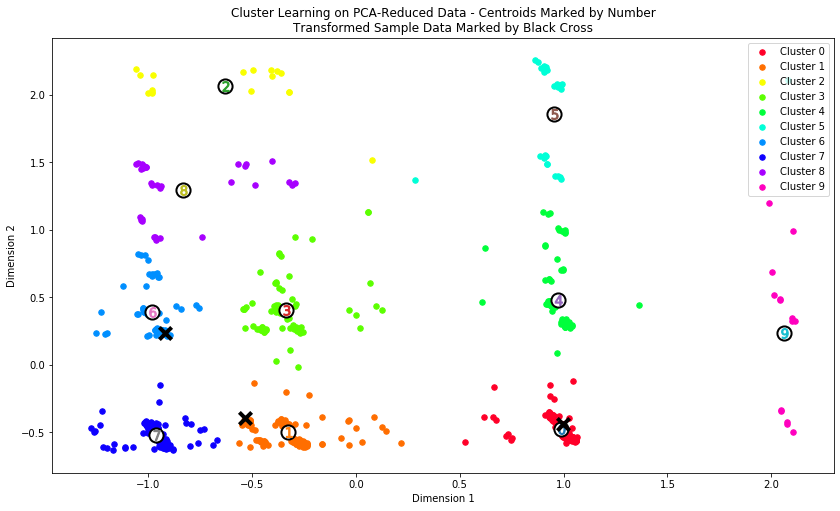 Cluster Learning on PCA-Reduced Data - Centroids Marked by Number
Transformed Sample Data Marked by Black Cross
Cluster 0
Cluster 1
Cluster 2
Cluster 3
Cluster 4
Cluster 5
Cluster 6
Cluster 7
Cluster 8
Cluster 9
Dimension 2
2.0
1.5
1.0
0.5
0.0
−0.5
2
5
8
6
3
4
9
7
1
−1.0
−0.5
0.0
0.5
1.0
1.5
2.0
Dimension 1